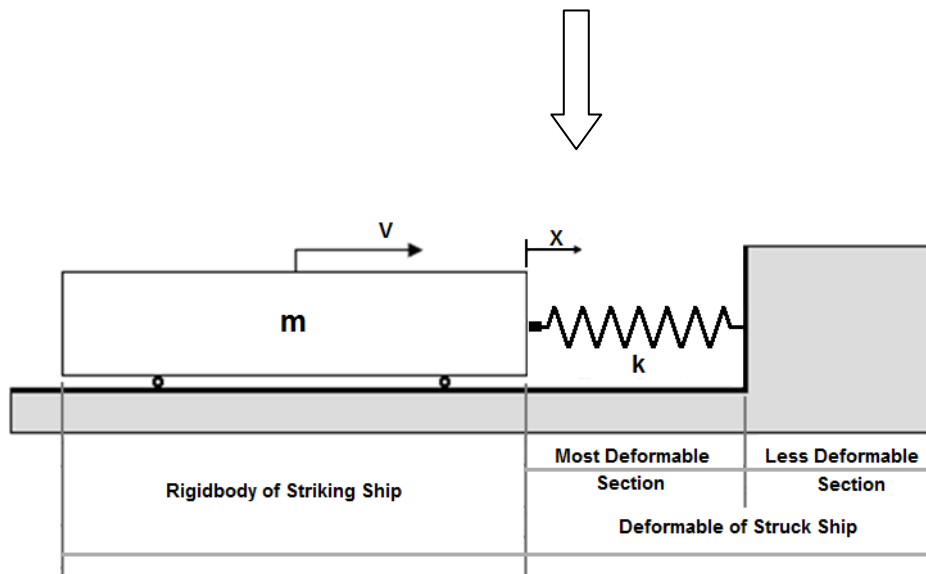 V
X
m
k
Most Deformable
Section
Less Deformable
Section
Rigidbody of Striking Ship
Deformable of Struck Ship